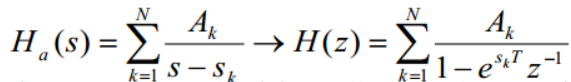 $H_a(s) = \sum_{k=1}^{N} \frac{A_k}{s - s_k} \rightarrow H(z) = \sum_{k=1}^{N} \frac{A_k}{1 - e^{s_k T} z^{-1}}$